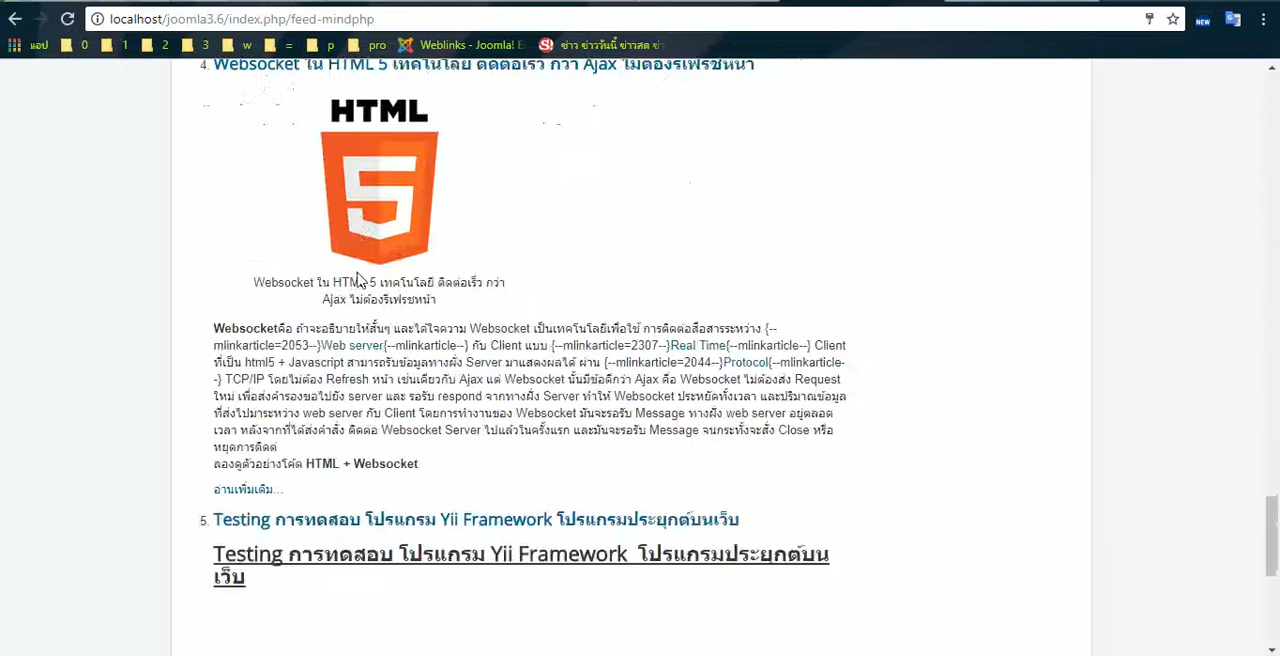 localhost/joomla3.6/index.php/feed-mindphp
แอป 0 1 2 3 w = p pro Weblinks - Joomla! E ข่าว ข่าววันนี้ ข่าวสด ข่า
4. Websocket ใน HTML 5 เทคโนโลยี ติดต่อเร็ว กว่า Ajax ไม่ต้องรีเฟรชหน้า
HTML
5
Websocket ใน HTML 5 เทคโนโลยี ติดต่อเร็ว กว่า
Ajax ไม่ต้องรีเฟรชหน้า
Websocketคือ ถ้าจะอธิบายให้สั้นๆ และได้ใจความ Websocket เป็นเทคโนโลยีเพื่อใช้ การติดต่อสื่อสารระหว่าง {--
mlinkarticle=2053--}Web server{--mlinkarticle--} กับ Client แบบ {--mlinkarticle=2307--}Real Time{--mlinkarticle--} Client
ที่เป็น html5 + Javascript สามารถรับข้อมูลทางฝั่ง Server มาแสดงผลได้ ผ่าน {--mlinkarticle=2044--}Protocol{--mlinkarticle-
-} TCP/IP โดยไม่ต้อง Refresh หน้า เช่นเดียวกับ Ajax แต่ Websocket นั้นมีข้อดีกว่า Ajax คือ Websocket ไม่ต้องส่ง Request
ใหม่ เพื่อส่งคำร้องขอไปยัง server และ รอรับ respond จากทางฝั่ง Server ทำให้ Websocket ประหยัดทั้งเวลา และปริมาณข้อมูล
ที่ส่งไปมาระหว่าง web server กับ Client โดยการทำงานของ Websocket มันจะรอรับ Message ทางฝั่ง web server อยู่ตลอด
เวลา หลังจากที่ได้ส่งคำสั่ง ติดต่อ Websocket Server ไปแล้วในครั้งแรก และมันจะรอรับ Message จนกระทั่งจะสั่ง Close หรือ
หยุดการติดต่
ลองดูตัวอย่างโค้ด HTML + Websocket
อ่านเพิ่มเติม...
5. Testing การทดสอบ โปรแกรม Yii Framework โปรแกรมประยุกต์บนเว็บ
Testing การทดสอบ โปรแกรม Yii Framework โปรแกรมประยุกต์บน
เว็บ